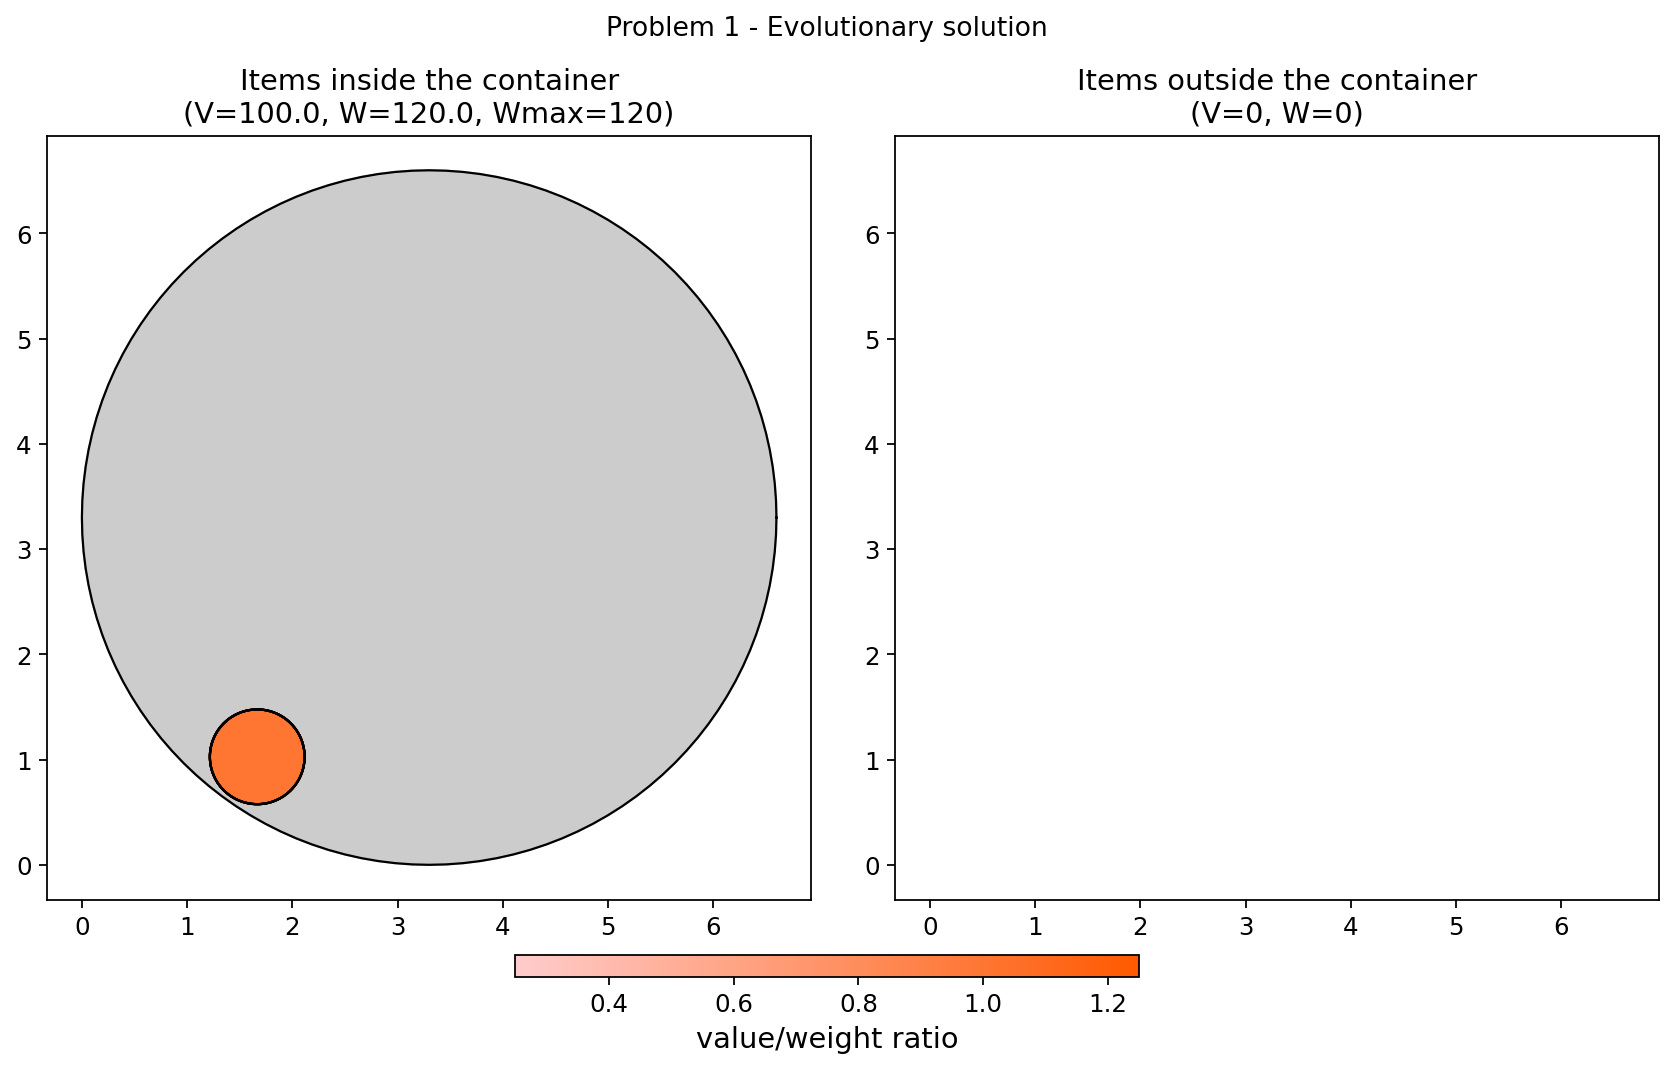 Problem 1 - Evolutionary solution
Items inside the container
(V=100.0, W=120.0, Wmax=120)
6
5
4
3
2
1
0
0 1 2 3 4 5 6
Items outside the container
(V=0, W=0)
6
5
4
3
2
1
0
0 1 2 3 4 5 6
0.4 0.6 0.8 1.0 1.2
value/weight ratio